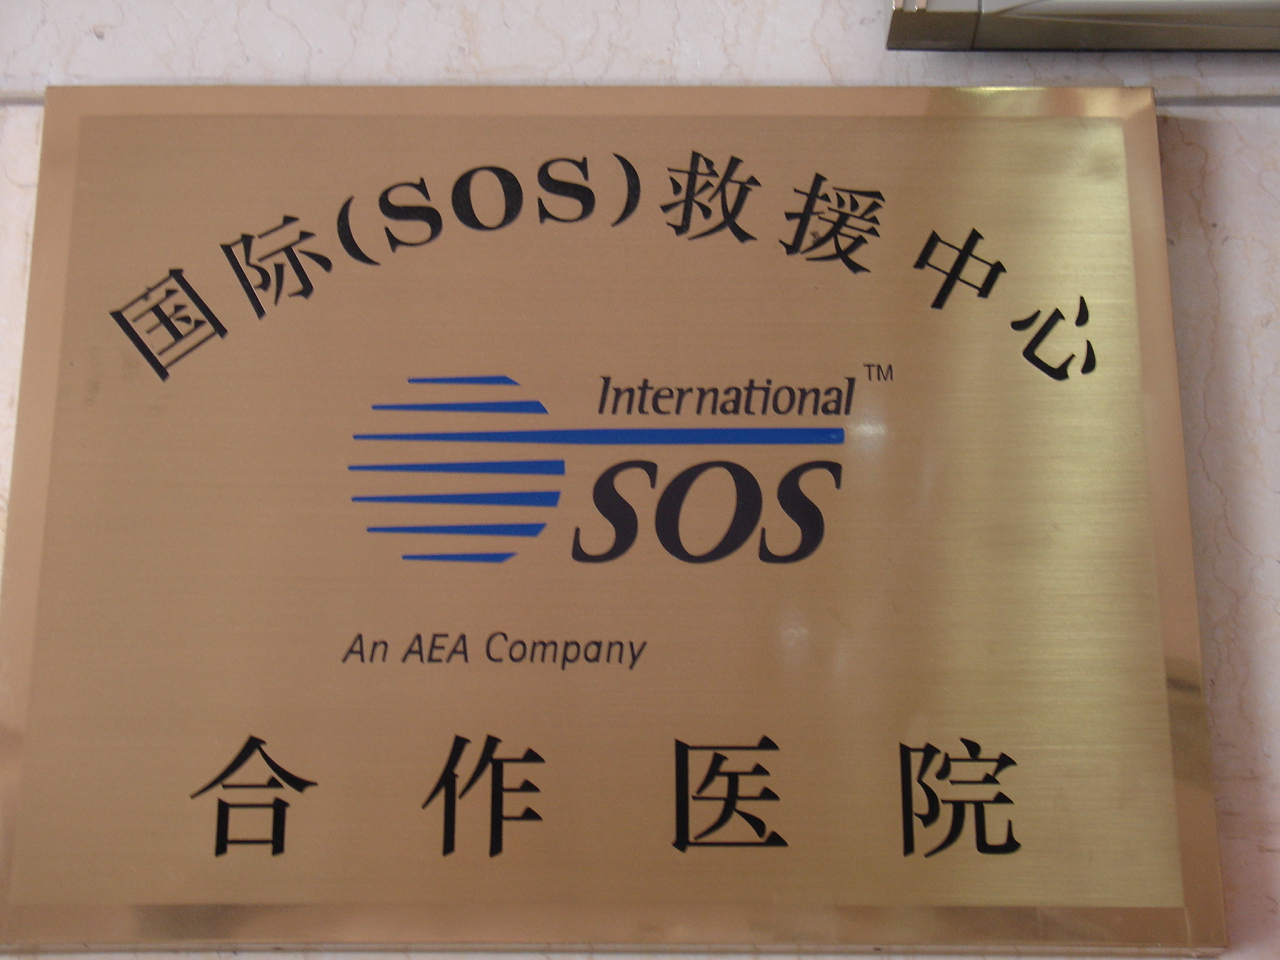 国际(SOS)救援中心
International™
SOS
An AEA Company
合作医院